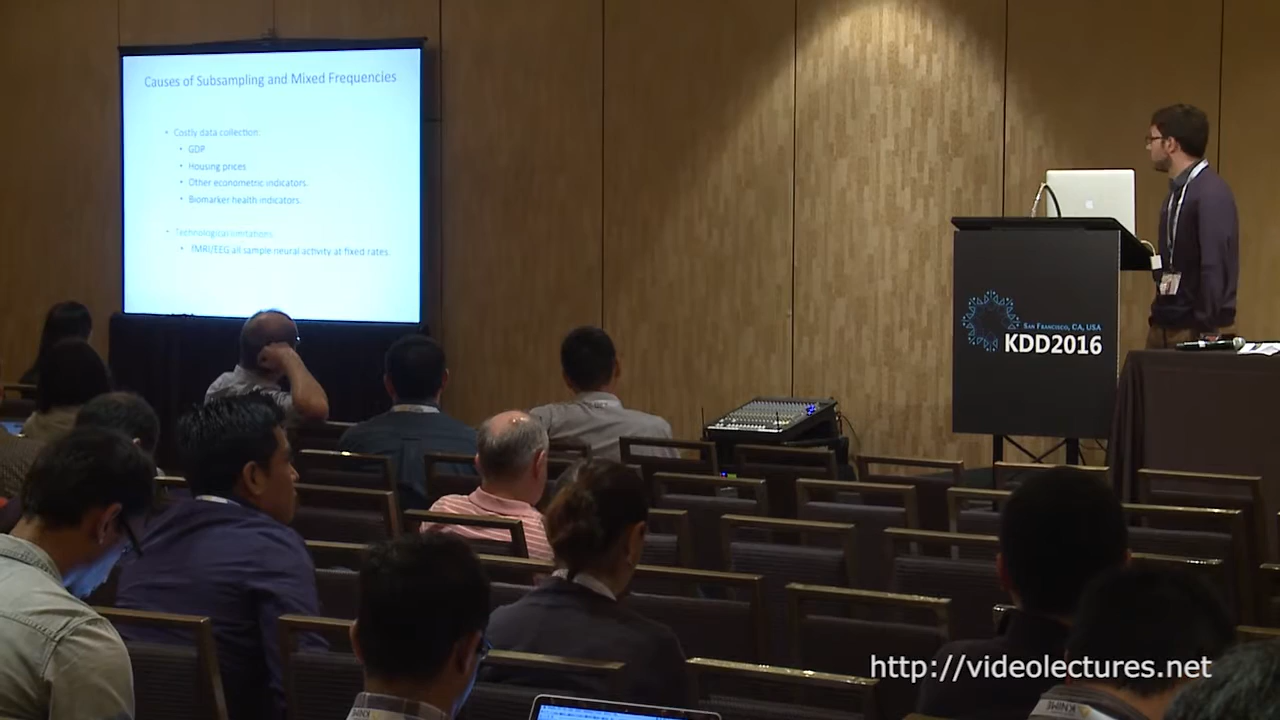 Causes of Subsampling and Mixed Frequencies
• Costly data collection:
• GDP
• Housing prices
• Other econometric indicators.
• Biomarker health indicators.
• Technological limitations:
• fMRI/EEG all sample neural activity at fixed rates.
SAN FRANCISCO, CA, USA
KDD2016
http://videolectures.net